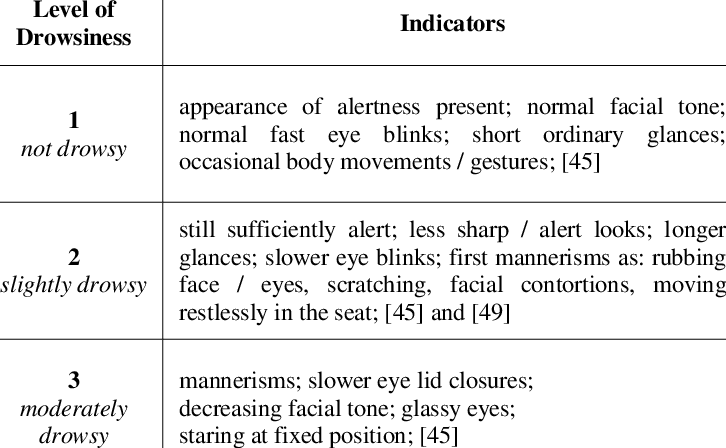 Level of
Drowsiness
Indicators
1
not drowsy
appearance of alertness present; normal facial tone;
normal fast eye blinks; short ordinary glances;
occasional body movements / gestures; [45]
2
slightly drowsy
still sufficiently alert; less sharp / alert looks; longer
glances; slower eye blinks; first mannerisms as: rubbing
face / eyes, scratching, facial contortions, moving
restlessly in the seat; [45] and [49]
3
moderately
drowsy
mannerisms; slower eye lid closures;
decreasing facial tone; glassy eyes;
staring at fixed position; [45]